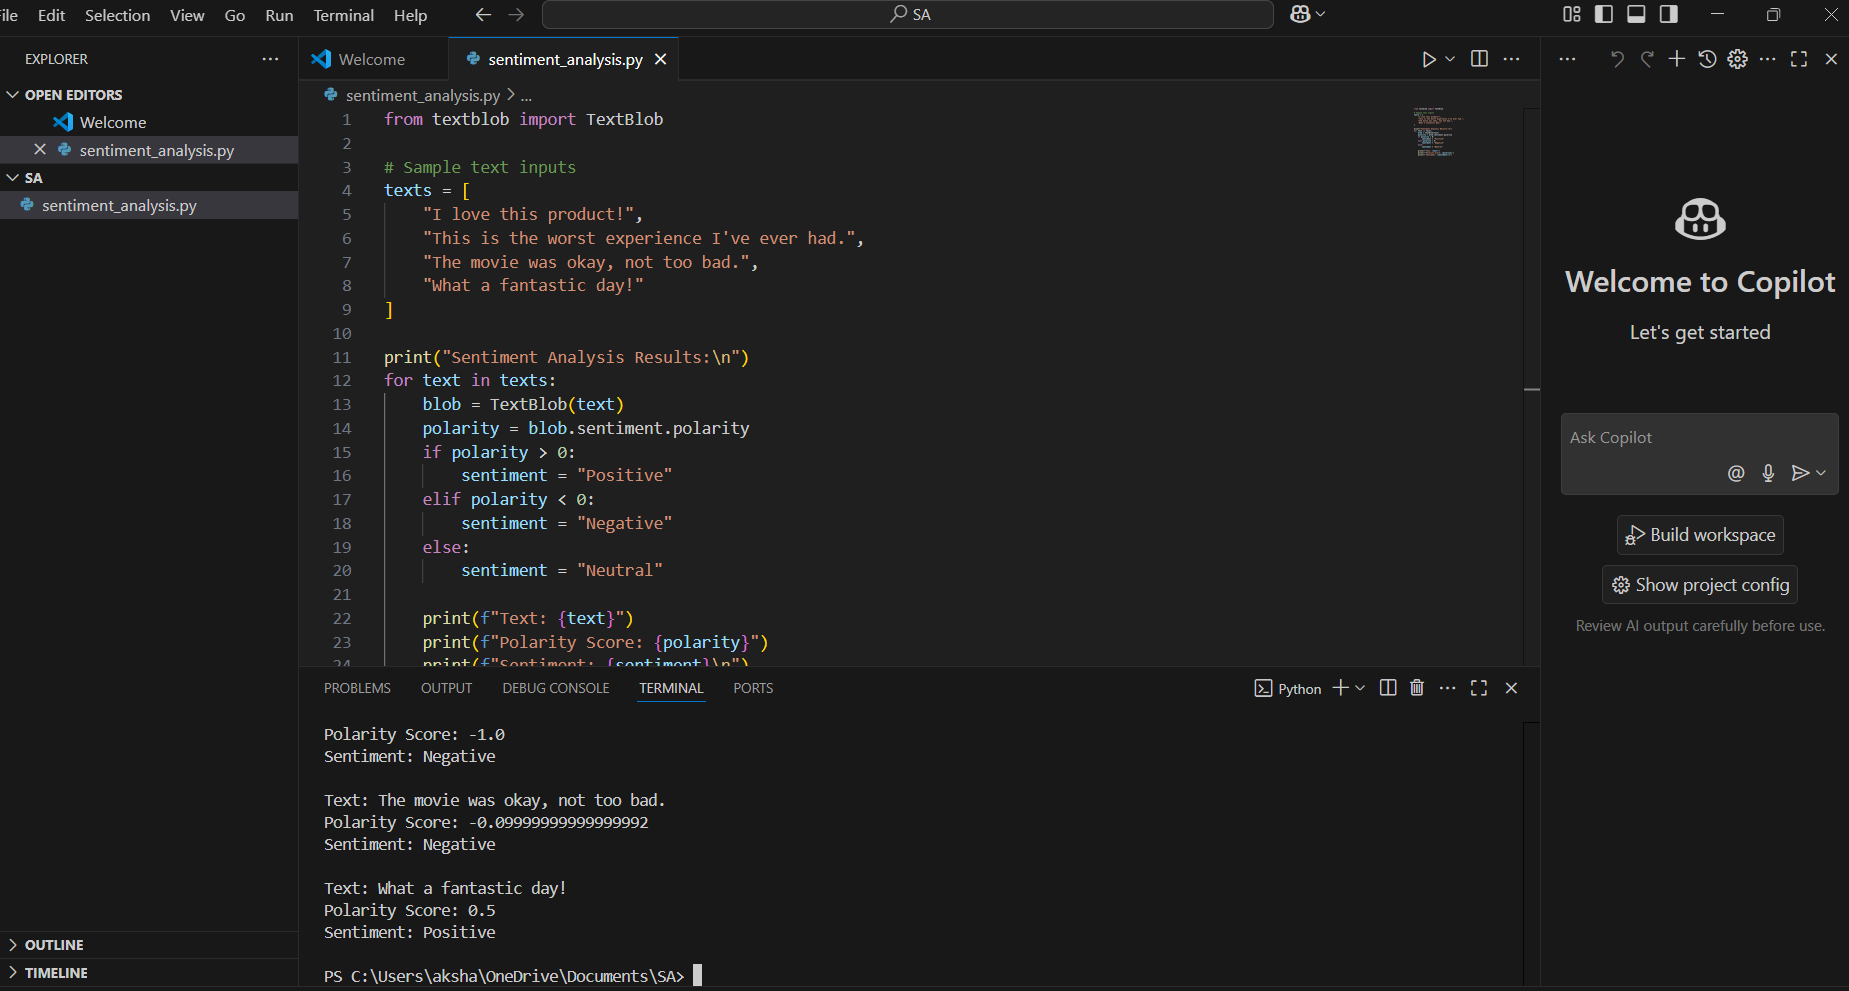 File Edit Selection View Go Run Terminal Help
SA
EXPLORER
OPEN EDITORS
Welcome
sentiment_analysis.py
SA
sentiment_analysis.py
OUTLINE
TIMELINE
Welcome
sentiment_analysis.py
sentiment_analysis.py > ...
1 from textblob import TextBlob
2
3 # Sample text inputs
4 texts = [
5 "I love this product!",
6 "This is the worst experience I've ever had.",
7 "The movie was okay, not too bad.",
8 "What a fantastic day!"
9 ]
10
11 print("Sentiment Analysis Results:\n")
12 for text in texts:
13 blob = TextBlob(text)
14 polarity = blob.sentiment.polarity
15 if polarity > 0:
16 sentiment = "Positive"
17 elif polarity < 0:
18 sentiment = "Negative"
19 else:
20 sentiment = "Neutral"
21
22 print(f"Text: {text}")
23 print(f"Polarity Score: {polarity}")
24 print(f"Sentiment: {sentiment}\n")
PROBLEMS OUTPUT DEBUG CONSOLE TERMINAL PORTS
Python
Polarity Score: -1.0
Sentiment: Negative
Text: The movie was okay, not too bad.
Polarity Score: -0.09999999999999992
Sentiment: Negative
Text: What a fantastic day!
Polarity Score: 0.5
Sentiment: Positive
PS C:\Users\aksha\OneDrive\Documents\SA>
Welcome to Copilot
Let's get started
Ask Copilot
@
Build workspace
Show project config
Review AI output carefully before use.